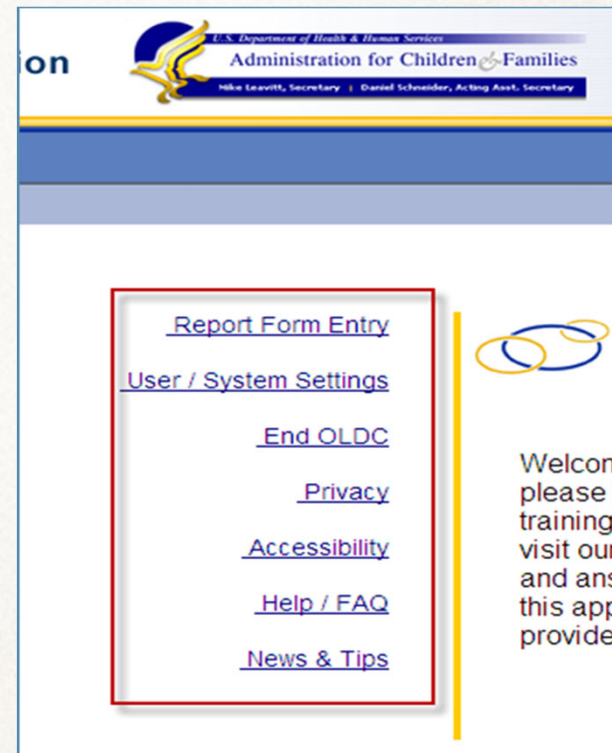 ion
U.S. Department of Health & Human Services
Administration for Children & Families
Mike Leavitt, Secretary | Daniel Schneider, Acting Asst. Secretary
Report Form Entry
User / System Settings
End OLDC
Privacy
Accessibility
Help / FAQ
News & Tips
Welcon
please
training
visit our
and ans
this app
provide